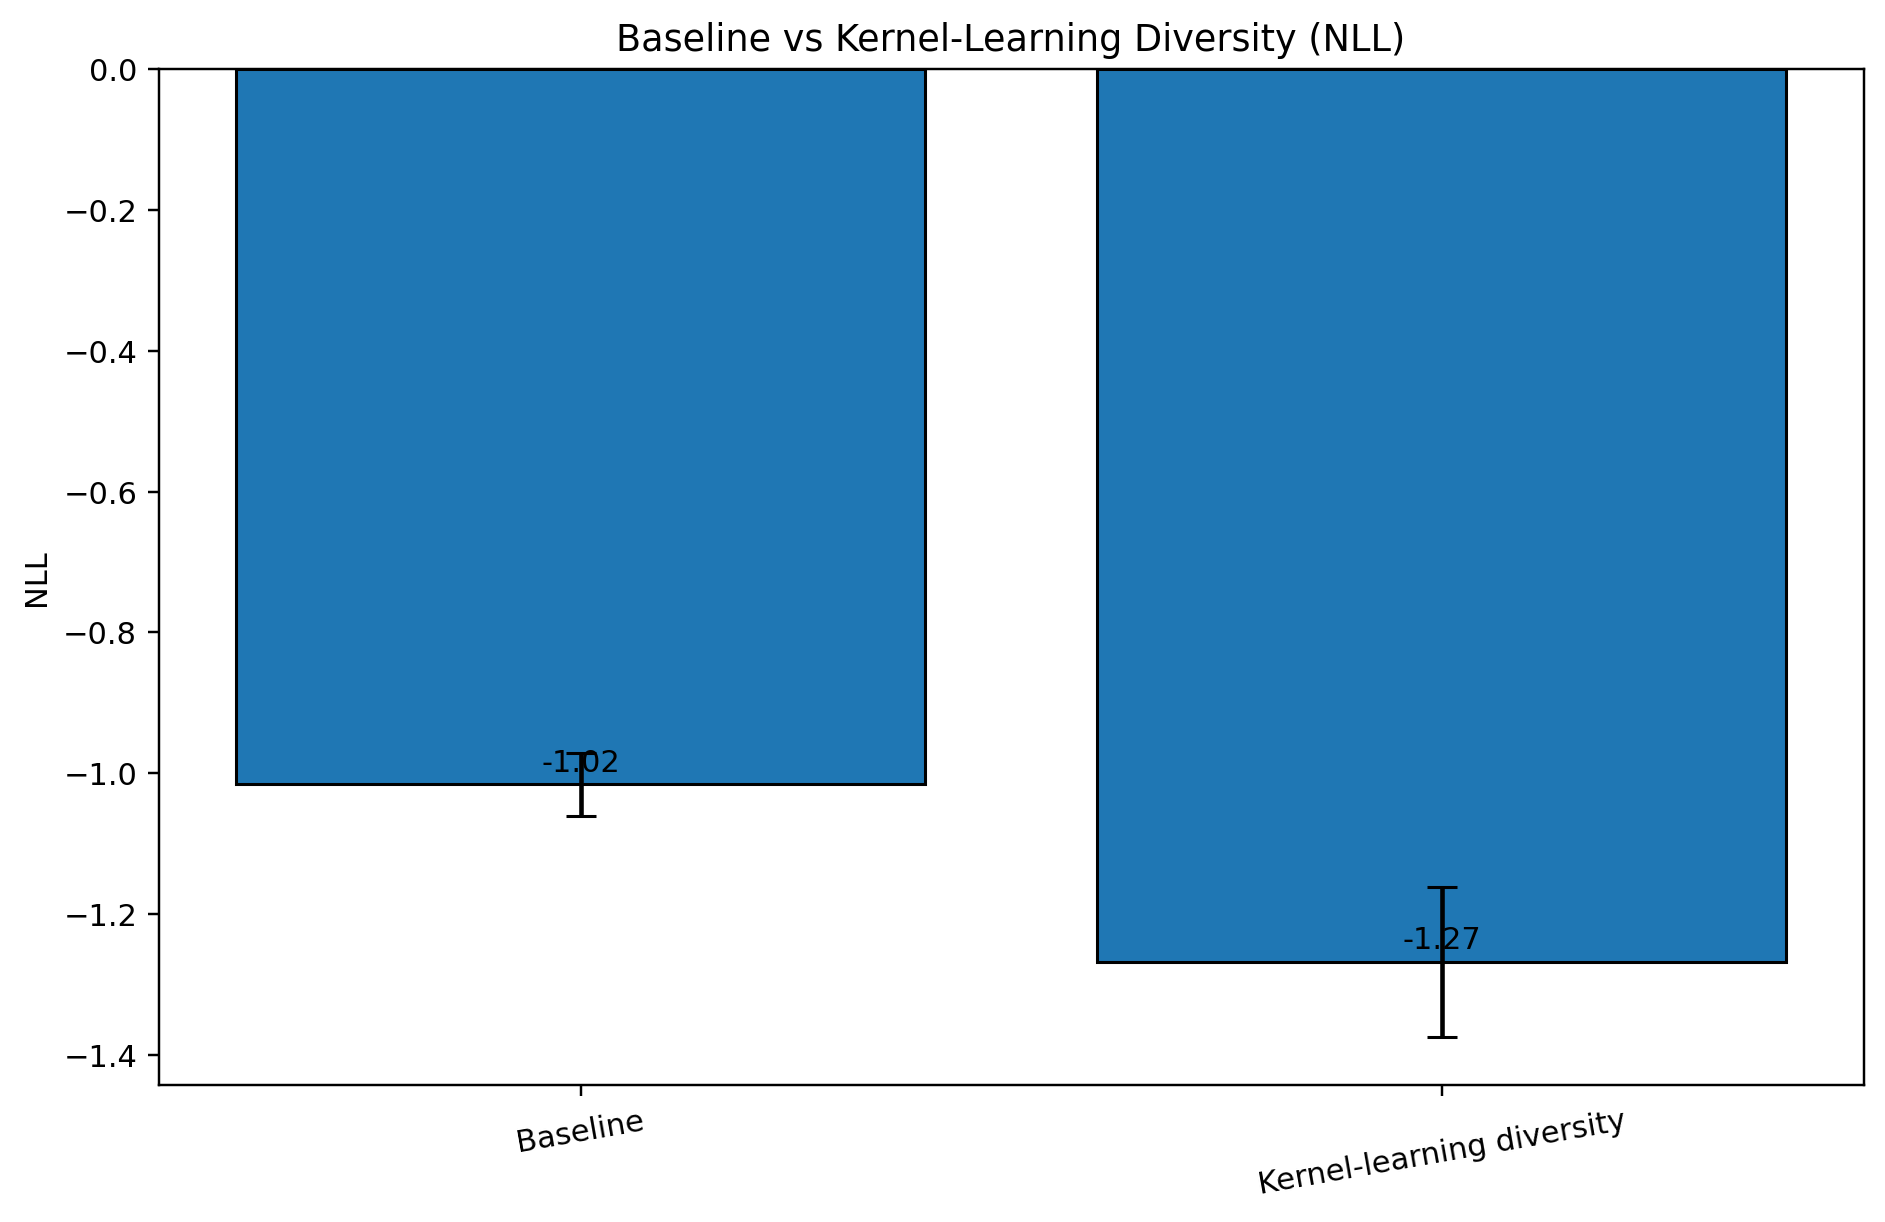 Baseline vs Kernel-Learning Diversity (NLL)
0.0
−0.2
−0.4
−0.6
−0.8
−1.0
−1.2
−1.4
NLL
-1.02
-1.27
Baseline
Kernel-learning diversity